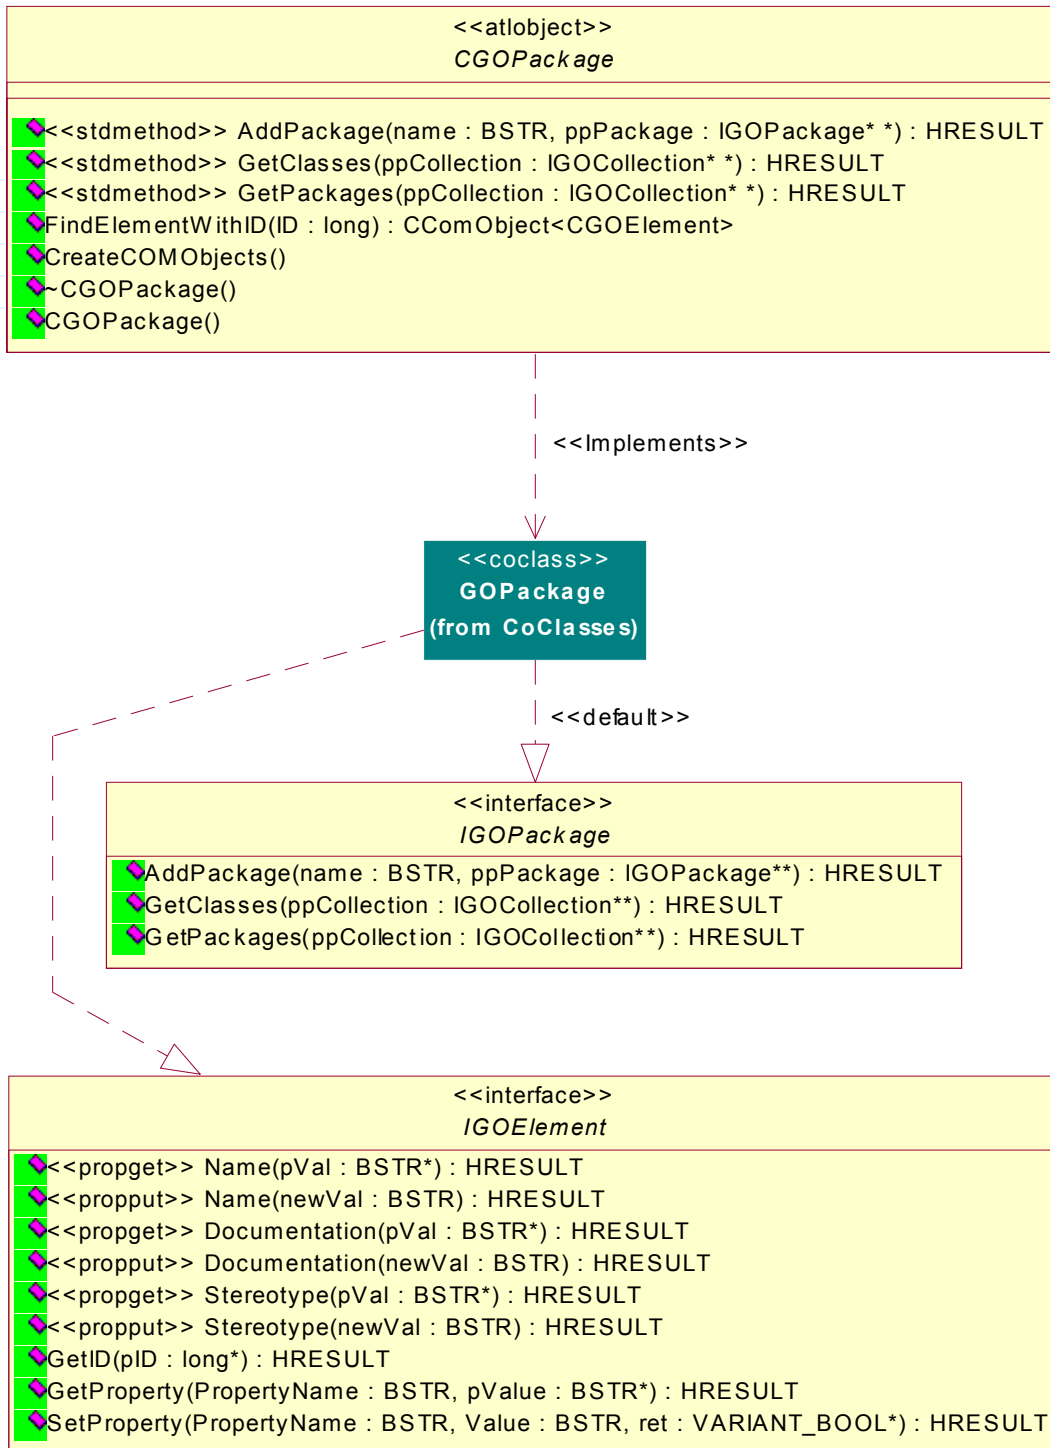 <<atlobject>>
CGOPackage
<<stdmethod>> AddPackage(name : BSTR, ppPackage : IGOPackage* *) : HRESULT
<<stdmethod>> GetClasses(ppCollection : IGOCollection* *) : HRESULT
<<stdmethod>> GetPackages(ppCollection : IGOCollection* *) : HRESULT
FindElementWithID(ID : long) : CComObject<CGOElement>
CreateCOMObjects()
~CGOPackage()
CGOPackage()
<<Implements>>
<<coclass>>
GOPackage
(from CoClasses)
<<default>>
<<interface>>
IGOPackage
AddPackage(name : BSTR, ppPackage : IGOPackage**) : HRESULT
GetClasses(ppCollection : IGOCollection**) : HRESULT
GetPackages(ppCollection : IGOCollection**) : HRESULT
<<interface>>
IGOElement
<<propget>> Name(pVal : BSTR*) : HRESULT
<<propput>> Name(newVal : BSTR) : HRESULT
<<propget>> Documentation(pVal : BSTR*) : HRESULT
<<propput>> Documentation(newVal : BSTR) : HRESULT
<<propget>> Stereotype(pVal : BSTR*) : HRESULT
<<propput>> Stereotype(newVal : BSTR) : HRESULT
GetID(pID : long*) : HRESULT
GetProperty(PropertyName : BSTR, pValue : BSTR*) : HRESULT
SetProperty(PropertyName : BSTR, Value : BSTR, ret : VARIANT_BOOL*) : HRESULT